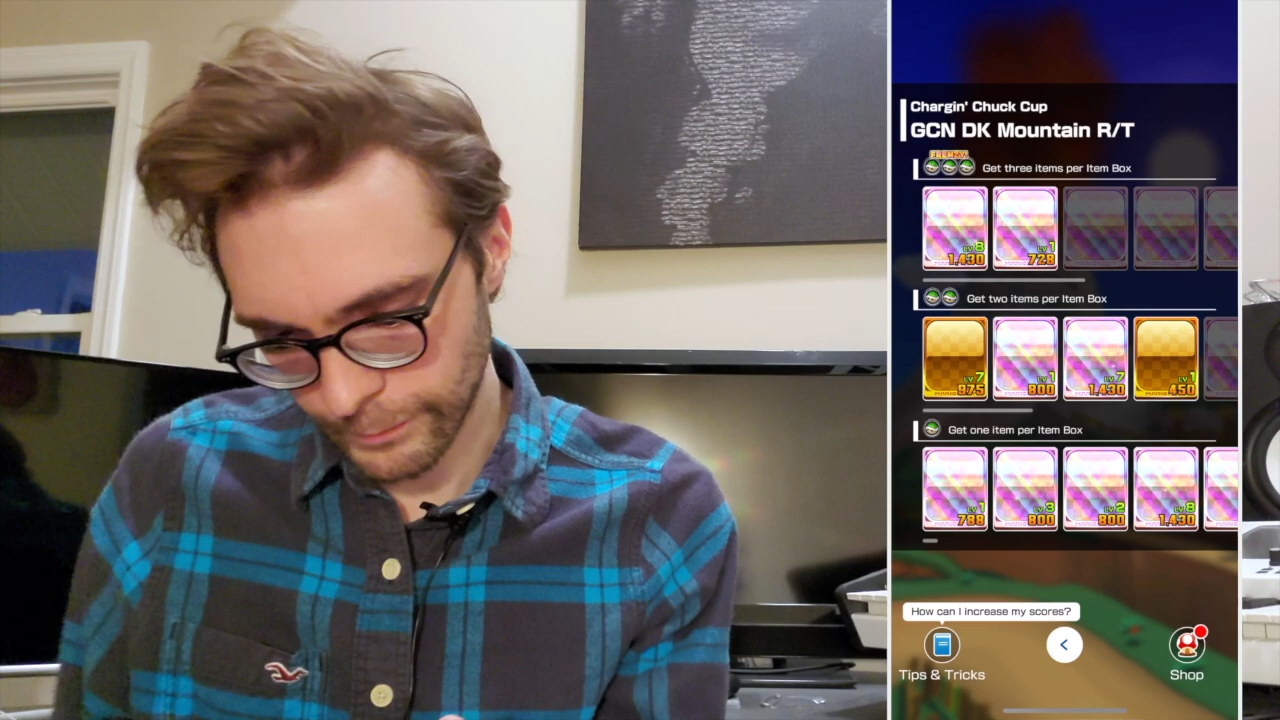 Chargin' Chuck Cup
GCN DK Mountain R/T
FRENZY
Get three items per Item Box
LV 8
1,430
LV 1
728
Get two items per Item Box
LV 7
875
LV 1
800
LV 7
1,430
LV 1
450
Get one item per Item Box
LV 1
788
LV 3
800
LV 2
800
LV 8
1,430
How can I increase my scores?
Tips & Tricks
<
Shop